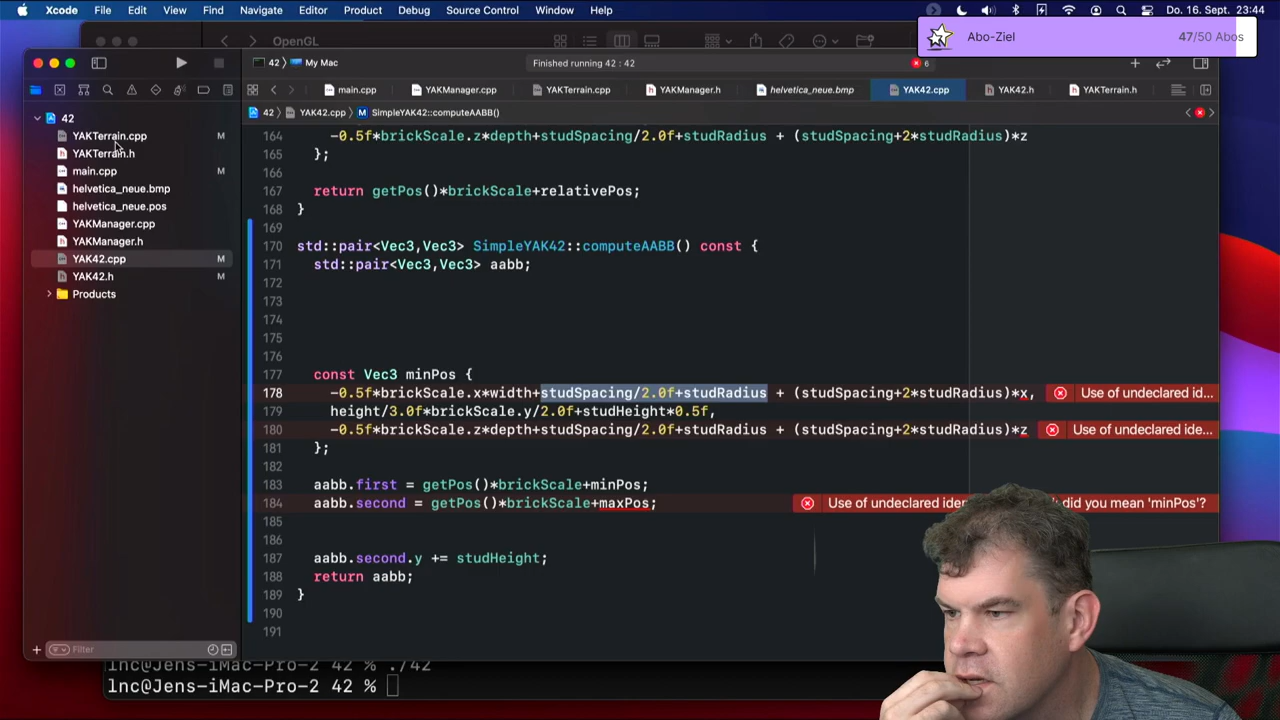 Xcode File Edit View Find Navigate Editor Product Debug Source Control Window Help Do. 16. Sept. 23:44
OpenGL
Abo-Ziel 47/50 Abos
42 My Mac Finished running 42 : 42 6
main.cpp YAKManager.cpp YAKTerrain.cpp YAKManager.h helvetica_neue.bmp YAK42.cpp YAK42.h YAKTerrain.h
42 YAK42.cpp M SimpleYAK42::computeAABB()
42
YAKTerrain.cpp M
YAKTerrain.h
main.cpp M
helvetica_neue.bmp
helvetica_neue.pos
YAKManager.cpp
YAKManager.h
YAK42.cpp M
YAK42.h M
Products
Filter
164 -0.5f*brickScale.z*depth+studSpacing/2.0f+studRadius + (studSpacing+2*studRadius)*z
165 };
166
167 return getPos()*brickScale+relativePos;
168 }
169
170 std::pair<Vec3,Vec3> SimpleYAK42::computeAABB() const {
171 std::pair<Vec3,Vec3> aabb;
172
173
174
175
176
177 const Vec3 minPos {
178 -0.5f*brickScale.x*width+studSpacing/2.0f+studRadius + (studSpacing+2*studRadius)*x, Use of undeclared id...
179 height/3.0f*brickScale.y/2.0f+studHeight*0.5f,
180 -0.5f*brickScale.z*depth+studSpacing/2.0f+studRadius + (studSpacing+2*studRadius)*z Use of undeclared ide...
181 };
182
183 aabb.first = getPos()*brickScale+minPos;
184 aabb.second = getPos()*brickScale+maxPos; Use of undeclared iden did you mean 'minPos'?
185
186
187 aabb.second.y += studHeight;
188 return aabb;
189 }
190
191
lnc@Jens-iMac-Pro-2 42 % ./42
lnc@Jens-iMac-Pro-2 42 %